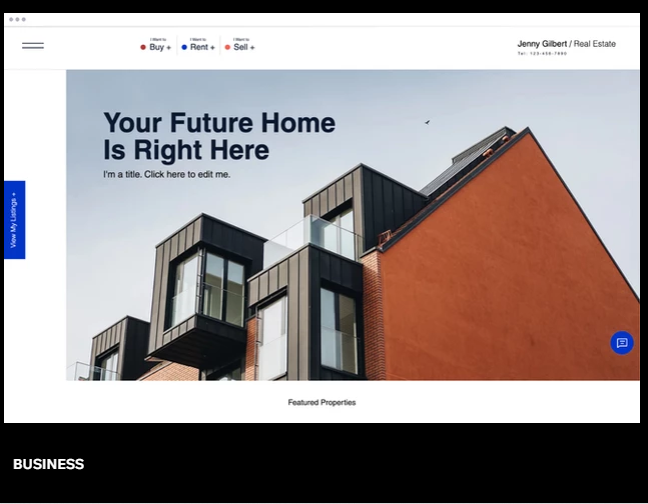 I Want to
Buy +
I Want to
Rent +
I Want to
Sell +
Jenny Gilbert / Real Estate
Tel: 123-456-7890
Your Future Home
Is Right Here
I'm a title. Click here to edit me.
View My Listings +
Featured Properties
BUSINESS